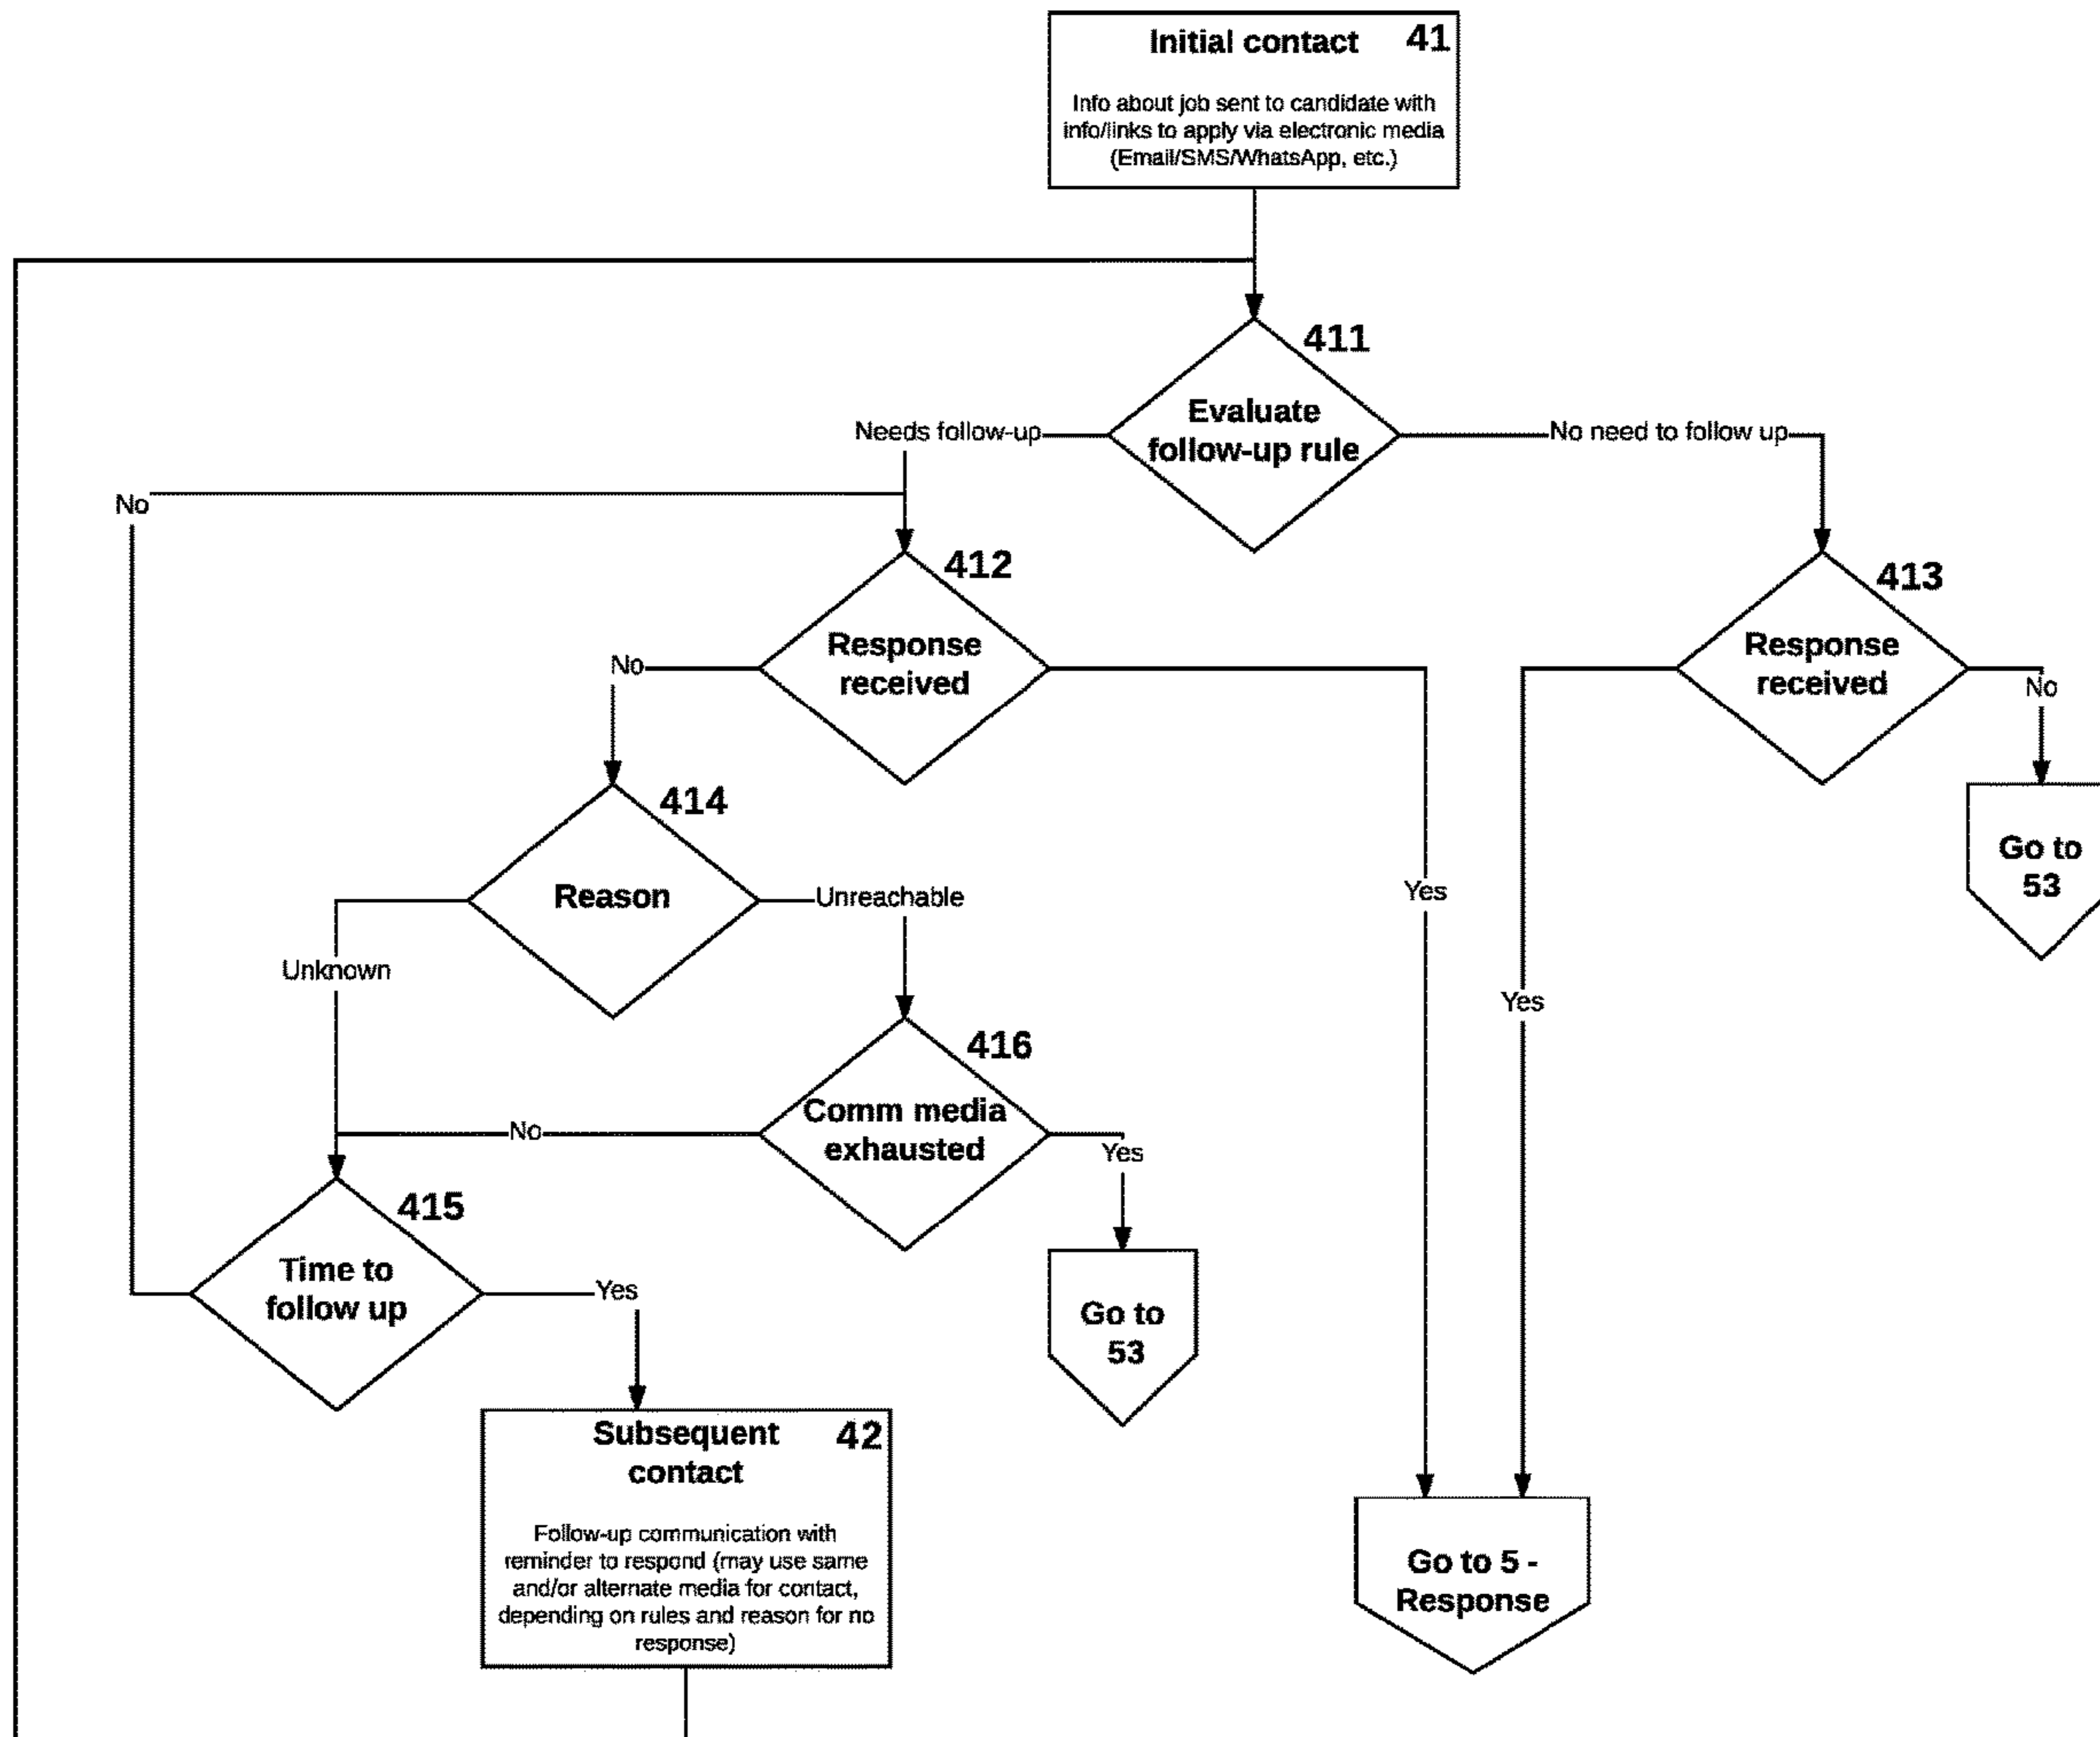 Initial contact 41
Info about job sent to candidate with
info/links to apply via electronic media
(Email/SMS/WhatsApp, etc.)
411
Evaluate
follow-up rule
Needs follow-up
No need to follow up
No
412
Response
received
413
Response
received
No
No
414
Reason
Unreachable
Yes
Go to
53
Unknown
Yes
416
Comm media
exhausted
No
Yes
415
Time to
follow up
Yes
Go to
53
Subsequent 42
contact
Follow-up communication with
reminder to respond (may use same
and/or alternate media for contact,
depending on rules and reason for no
response)
Go to 5 -
Response